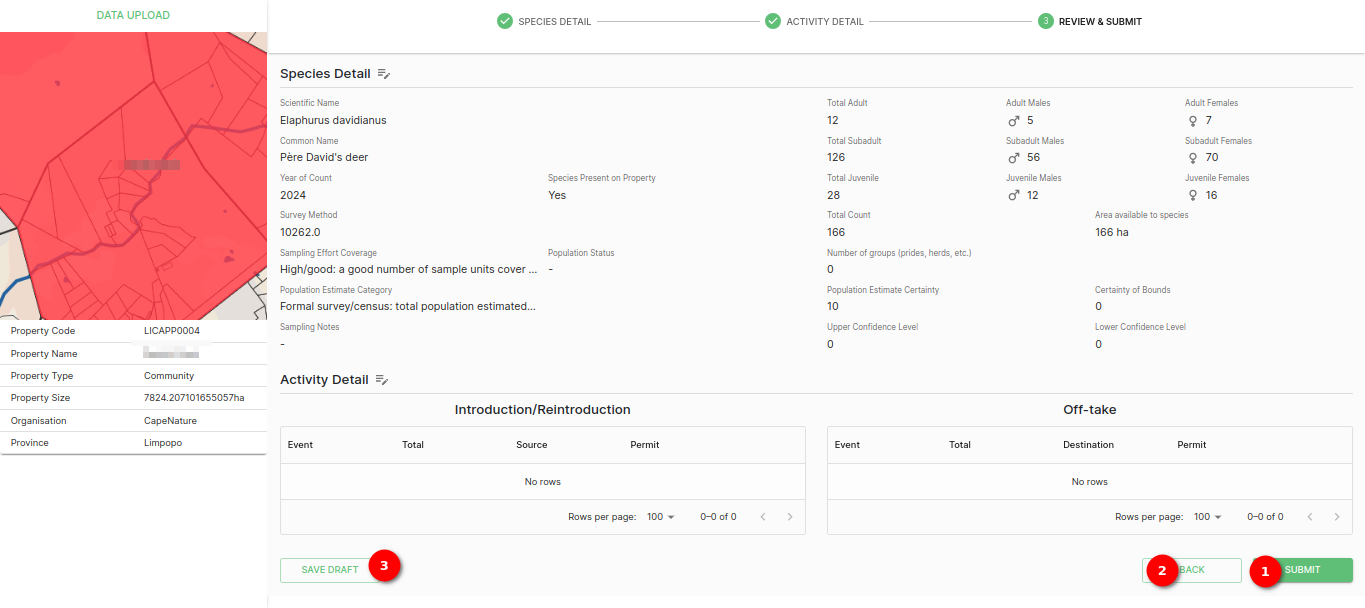 DATA UPLOAD
SPECIES DETAIL
ACTIVITY DETAIL
3 REVIEW & SUBMIT
Species Detail
Scientific Name
Elaphurus davidianus
Common Name
Père David's deer
Year of Count
Species Present on Property
2024
Yes
Survey Method
10262.0
Sampling Effort Coverage
Population Status
High/good: a good number of sample units cover ...
-
Population Estimate Category
Formal survey/census: total population estimated...
Sampling Notes
-
Total Adult
Adult Males
Adult Females
12
5
7
Total Subadult
Subadult Males
Subadult Females
126
56
70
Total Juvenile
Juvenile Males
Juvenile Females
28
12
16
Total Count
Area available to species
166
166 ha
Number of groups (prides, herds, etc.)
0
Population Estimate Certainty
Certainty of Bounds
10
0
Upper Confidence Level
Lower Confidence Level
0
0
Property Code LICAPP0004
Property Name
Property Type Community
Property Size 7824.207101655057ha
Organisation CapeNature
Province Limpopo
Activity Detail
Introduction/Reintroduction
Event Total Source Permit
No rows
Rows per page: 100 0–0 of 0
Off-take
Event Total Destination Permit
No rows
Rows per page: 100 0–0 of 0
SAVE DRAFT 3
2 BACK
1 SUBMIT